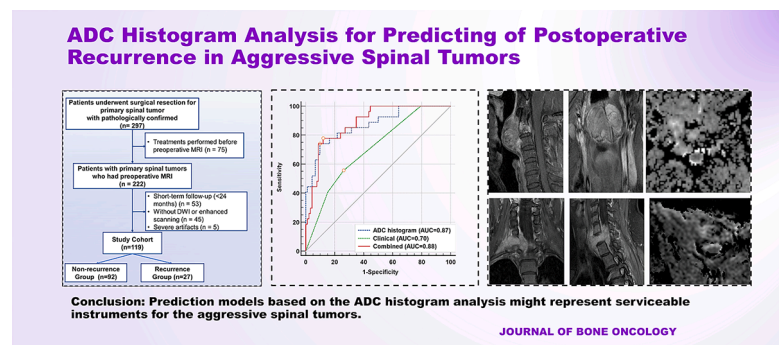 ADC Histogram Analysis for Predicting of Postoperative
Recurrence in Aggressive Spinal Tumors
Patients underwent surgical resection for
primary spinal tumor
with pathologically confirmed
(n= 297)
• Treatments performed before
preoperative MRI (n = 75)
Patients with primary spinal tumors
who had preoperative MRI
(n = 222)
• Short-term follow-up (<24
months) (n = 53)
• Without DWI or enhanced
scanning (n = 45)
• Severe artifacts (n = 5)
Study Cohort
(n=119)
Non-recurrence
Group (n=92)
Recurrence
Group (n=27)
Sensitivity
100
80
60
40
20
0
ADC histogram (AUC=0.87)
Clinical (AUC=0.70)
Combined (AUC=0.88)
0 20 40 60 80 100
1-Specificity
Conclusion: Prediction models based on the ADC histogram analysis might represent serviceable
instruments for the aggressive spinal tumors.
JOURNAL OF BONE ONCOLOGY